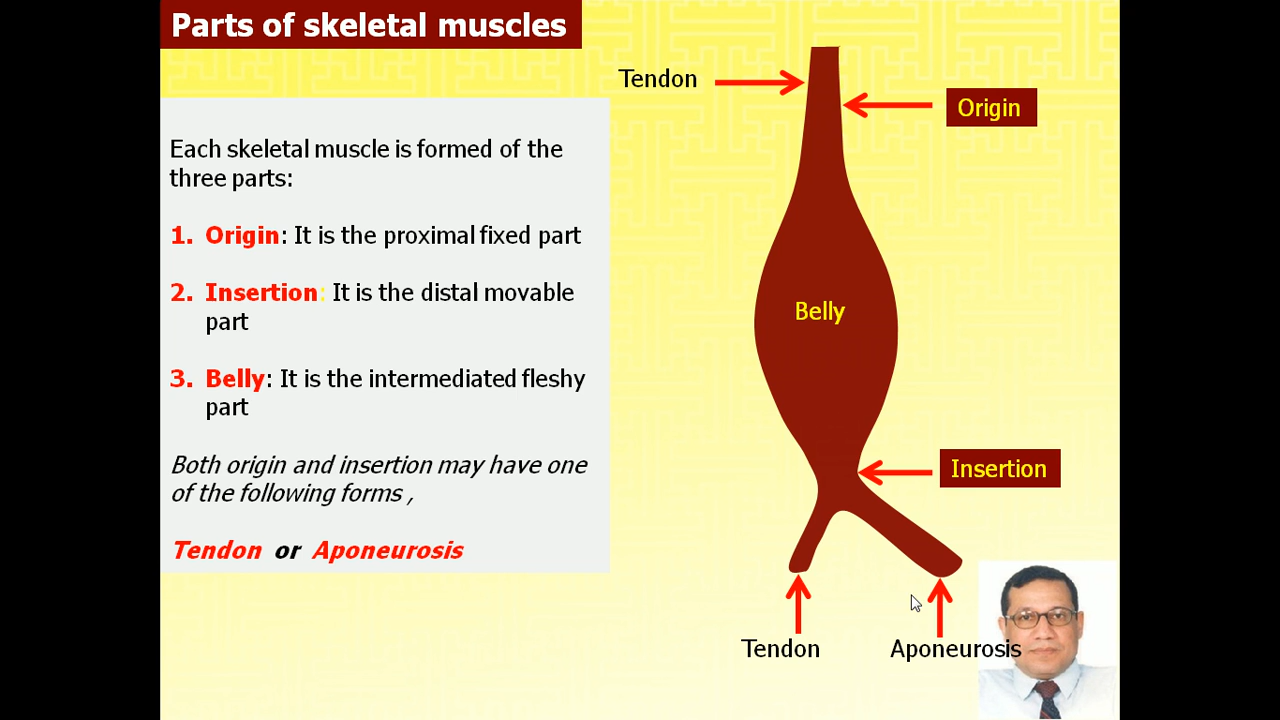 Parts of skeletal muscles
Each skeletal muscle is formed of the
three parts:
1. Origin: It is the proximal fixed part
2. Insertion: It is the distal movable
part
3. Belly: It is the intermediated fleshy
part
Both origin and insertion may have one
of the following forms ,
Tendon or Aponeurosis
Tendon
Origin
Belly
Insertion
Tendon
Aponeurosis